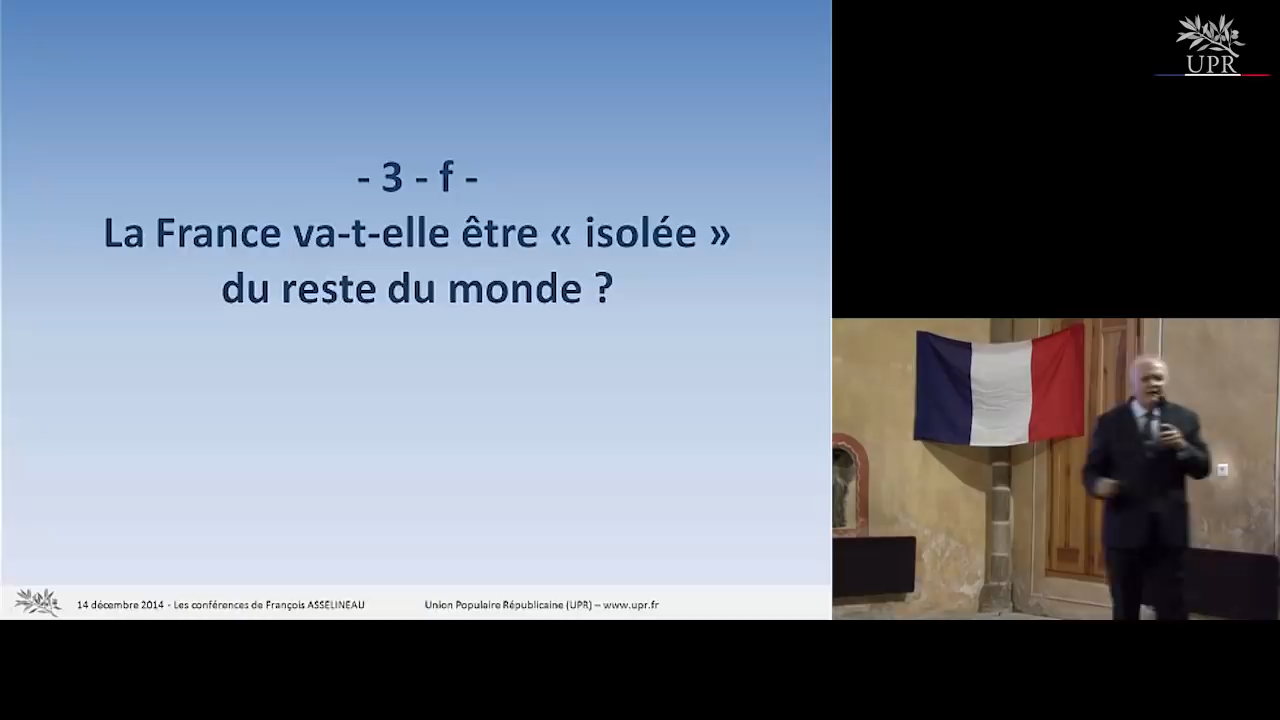 - 3 - f -
La France va-t-elle être « isolée »
du reste du monde ?
14 décembre 2014 - Les conférences de François ASSELINEAU
Union Populaire Républicaine (UPR) – www.upr.fr
UPR